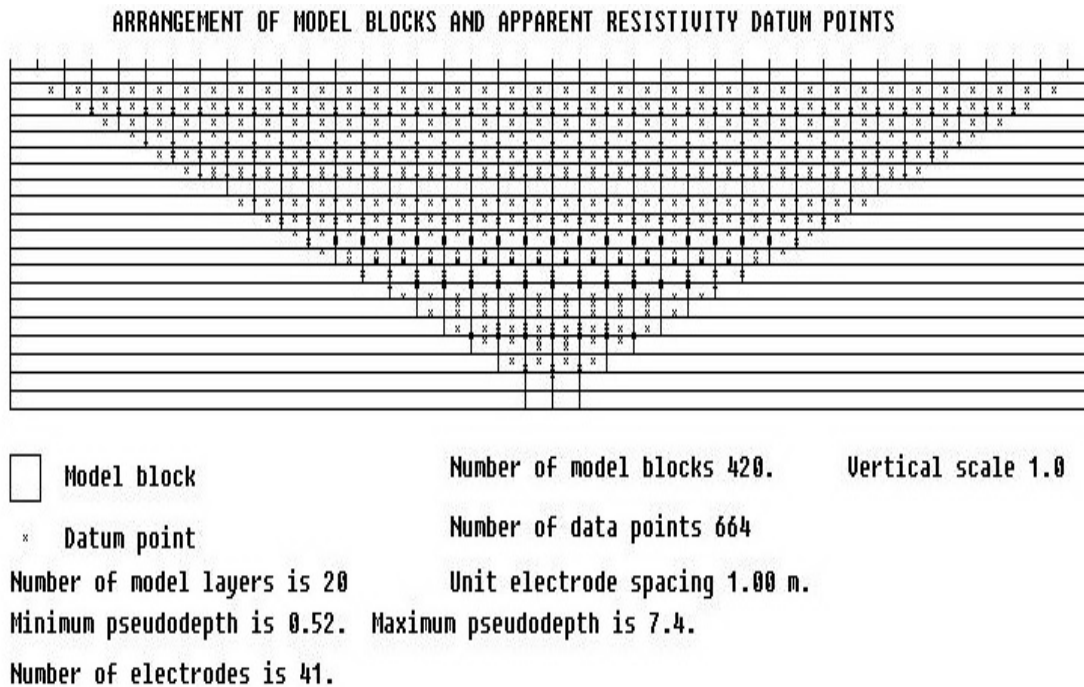 ARRANGEMENT OF MODEL BLOCKS AND APPARENT RESISTIVITY DATUM POINTS
Model block
Number of model blocks 420.
Vertical scale 1.0
Datum point
Number of data points 664
Number of model layers is 20
Unit electrode spacing 1.00 m.
Minimum pseudodepth is 0.52. Maximum pseudodepth is 7.4.
Number of electrodes is 41.